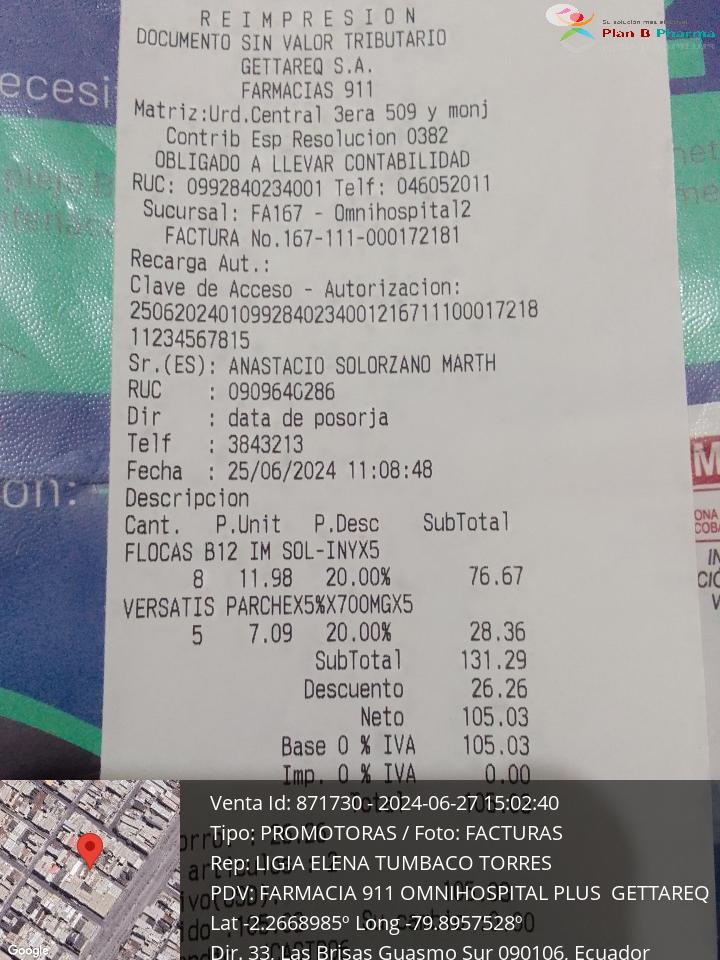 R E I M P R E S I O N
DOCUMENTO SIN VALOR TRIBUTARIO
GETTAREQ S.A.
FARMACIAS 911
Matriz:Urd.Central 3era 509 y monj
Contrib Esp Resolucion 0382
OBLIGADO A LLEVAR CONTABILIDAD
RUC: 0992840234001 Telf: 046052011
Sucursal: FA167 - Omnihospital2
FACTURA No.167-111-000172181
Recarga Aut.:
Clave de Acceso - Autorizacion:
25062024010992840234001216711100017218
11234567815
Sr.(ES): ANASTACIO SOLORZANO MARTH
RUC : 0909640286
Dir : data de posorja
Telf : 3843213
Fecha : 25/06/2024 11:08:48
Descripcion
Cant. P.Unit P.Desc SubTotal
FLOCAS B12 IM SOL-INYX5
8 11.98 20.00% 76.67
VERSATIS PARCHEX5%X700MGX5
5 7.09 20.00% 28.36
SubTotal 131.29
Descuento 26.26
Neto 105.03
Base 0 % IVA 105.03
Imp. 0 % IVA 0.00
Plan B Pharma
ecesi
on:
Venta Id: 871730 - 2024-06-27 15:02:40
Tipo: PROMOTORAS / Foto: FACTURAS
Rep: LIGIA ELENA TUMBACO TORRES
PDV: FARMACIA 911 OMNIHOSPITAL PLUS GETTAREQ
Lat -2.2668985º Long -79.8957528º
Dir. 33, Las Brisas Guasmo Sur 090106, Ecuador
Google